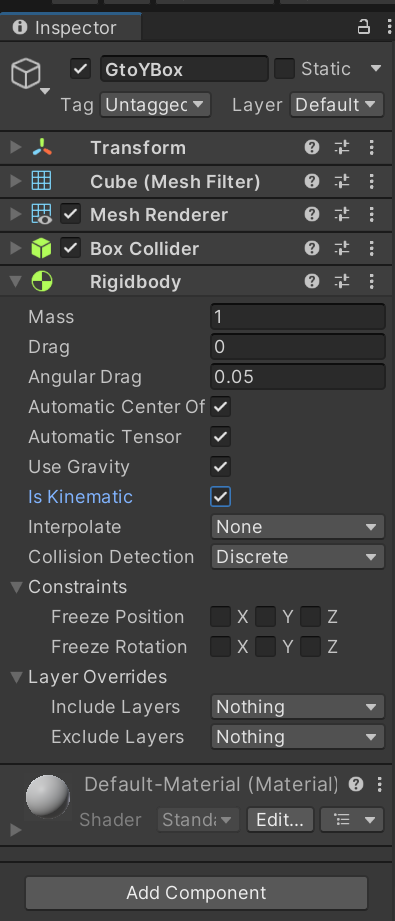 Inspector
GtoYBox Static
Tag Untagged Layer Default
Transform
Cube (Mesh Filter)
Mesh Renderer
Box Collider
Rigidbody
Mass 1
Drag 0
Angular Drag 0.05
Automatic Center Of
Automatic Tensor
Use Gravity
Is Kinematic
Interpolate None
Collision Detection Discrete
Constraints
Freeze Position X Y Z
Freeze Rotation X Y Z
Layer Overrides
Include Layers Nothing
Exclude Layers Nothing
Default-Material (Material)
Shader Standa Edit...
Add Component